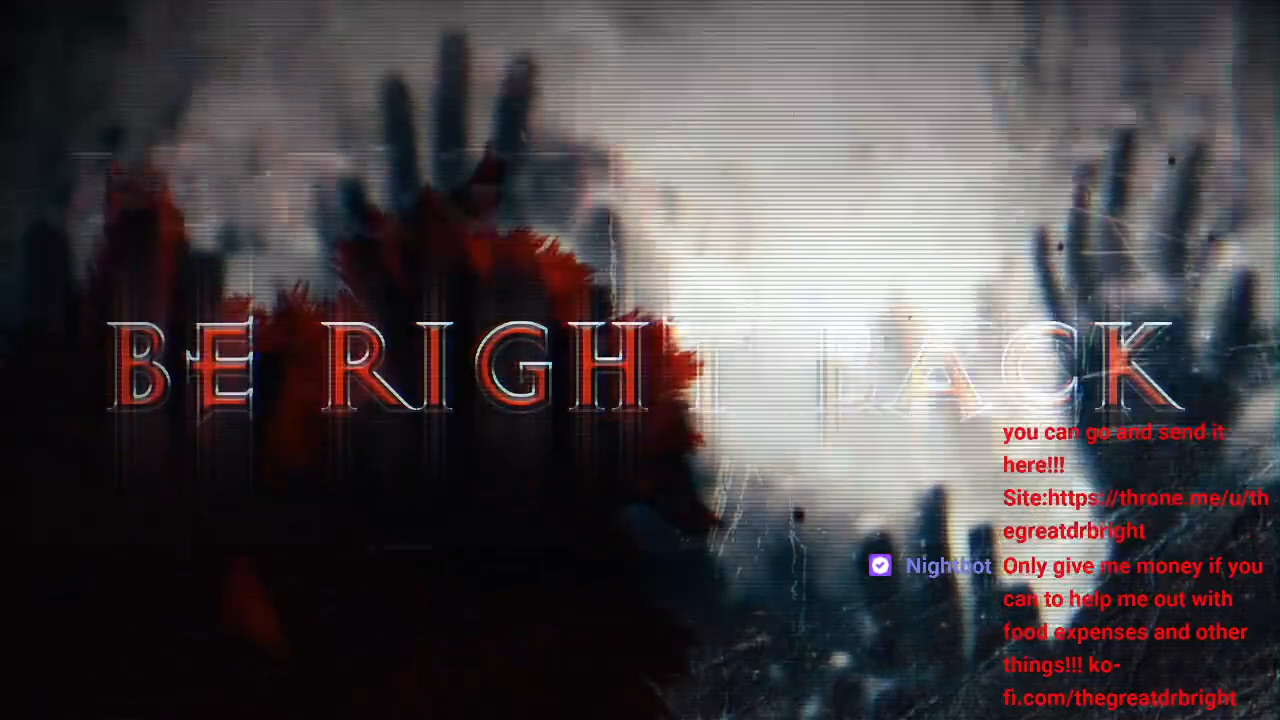 BE RIGHT BACK
you can go and send it
here!!!
Site:https://throne.me/u/th
egreatdrbright
Nightbot Only give me money if you
can to help me out with
food expenses and other
things!!! ko-
fi.com/thegreatdrbright